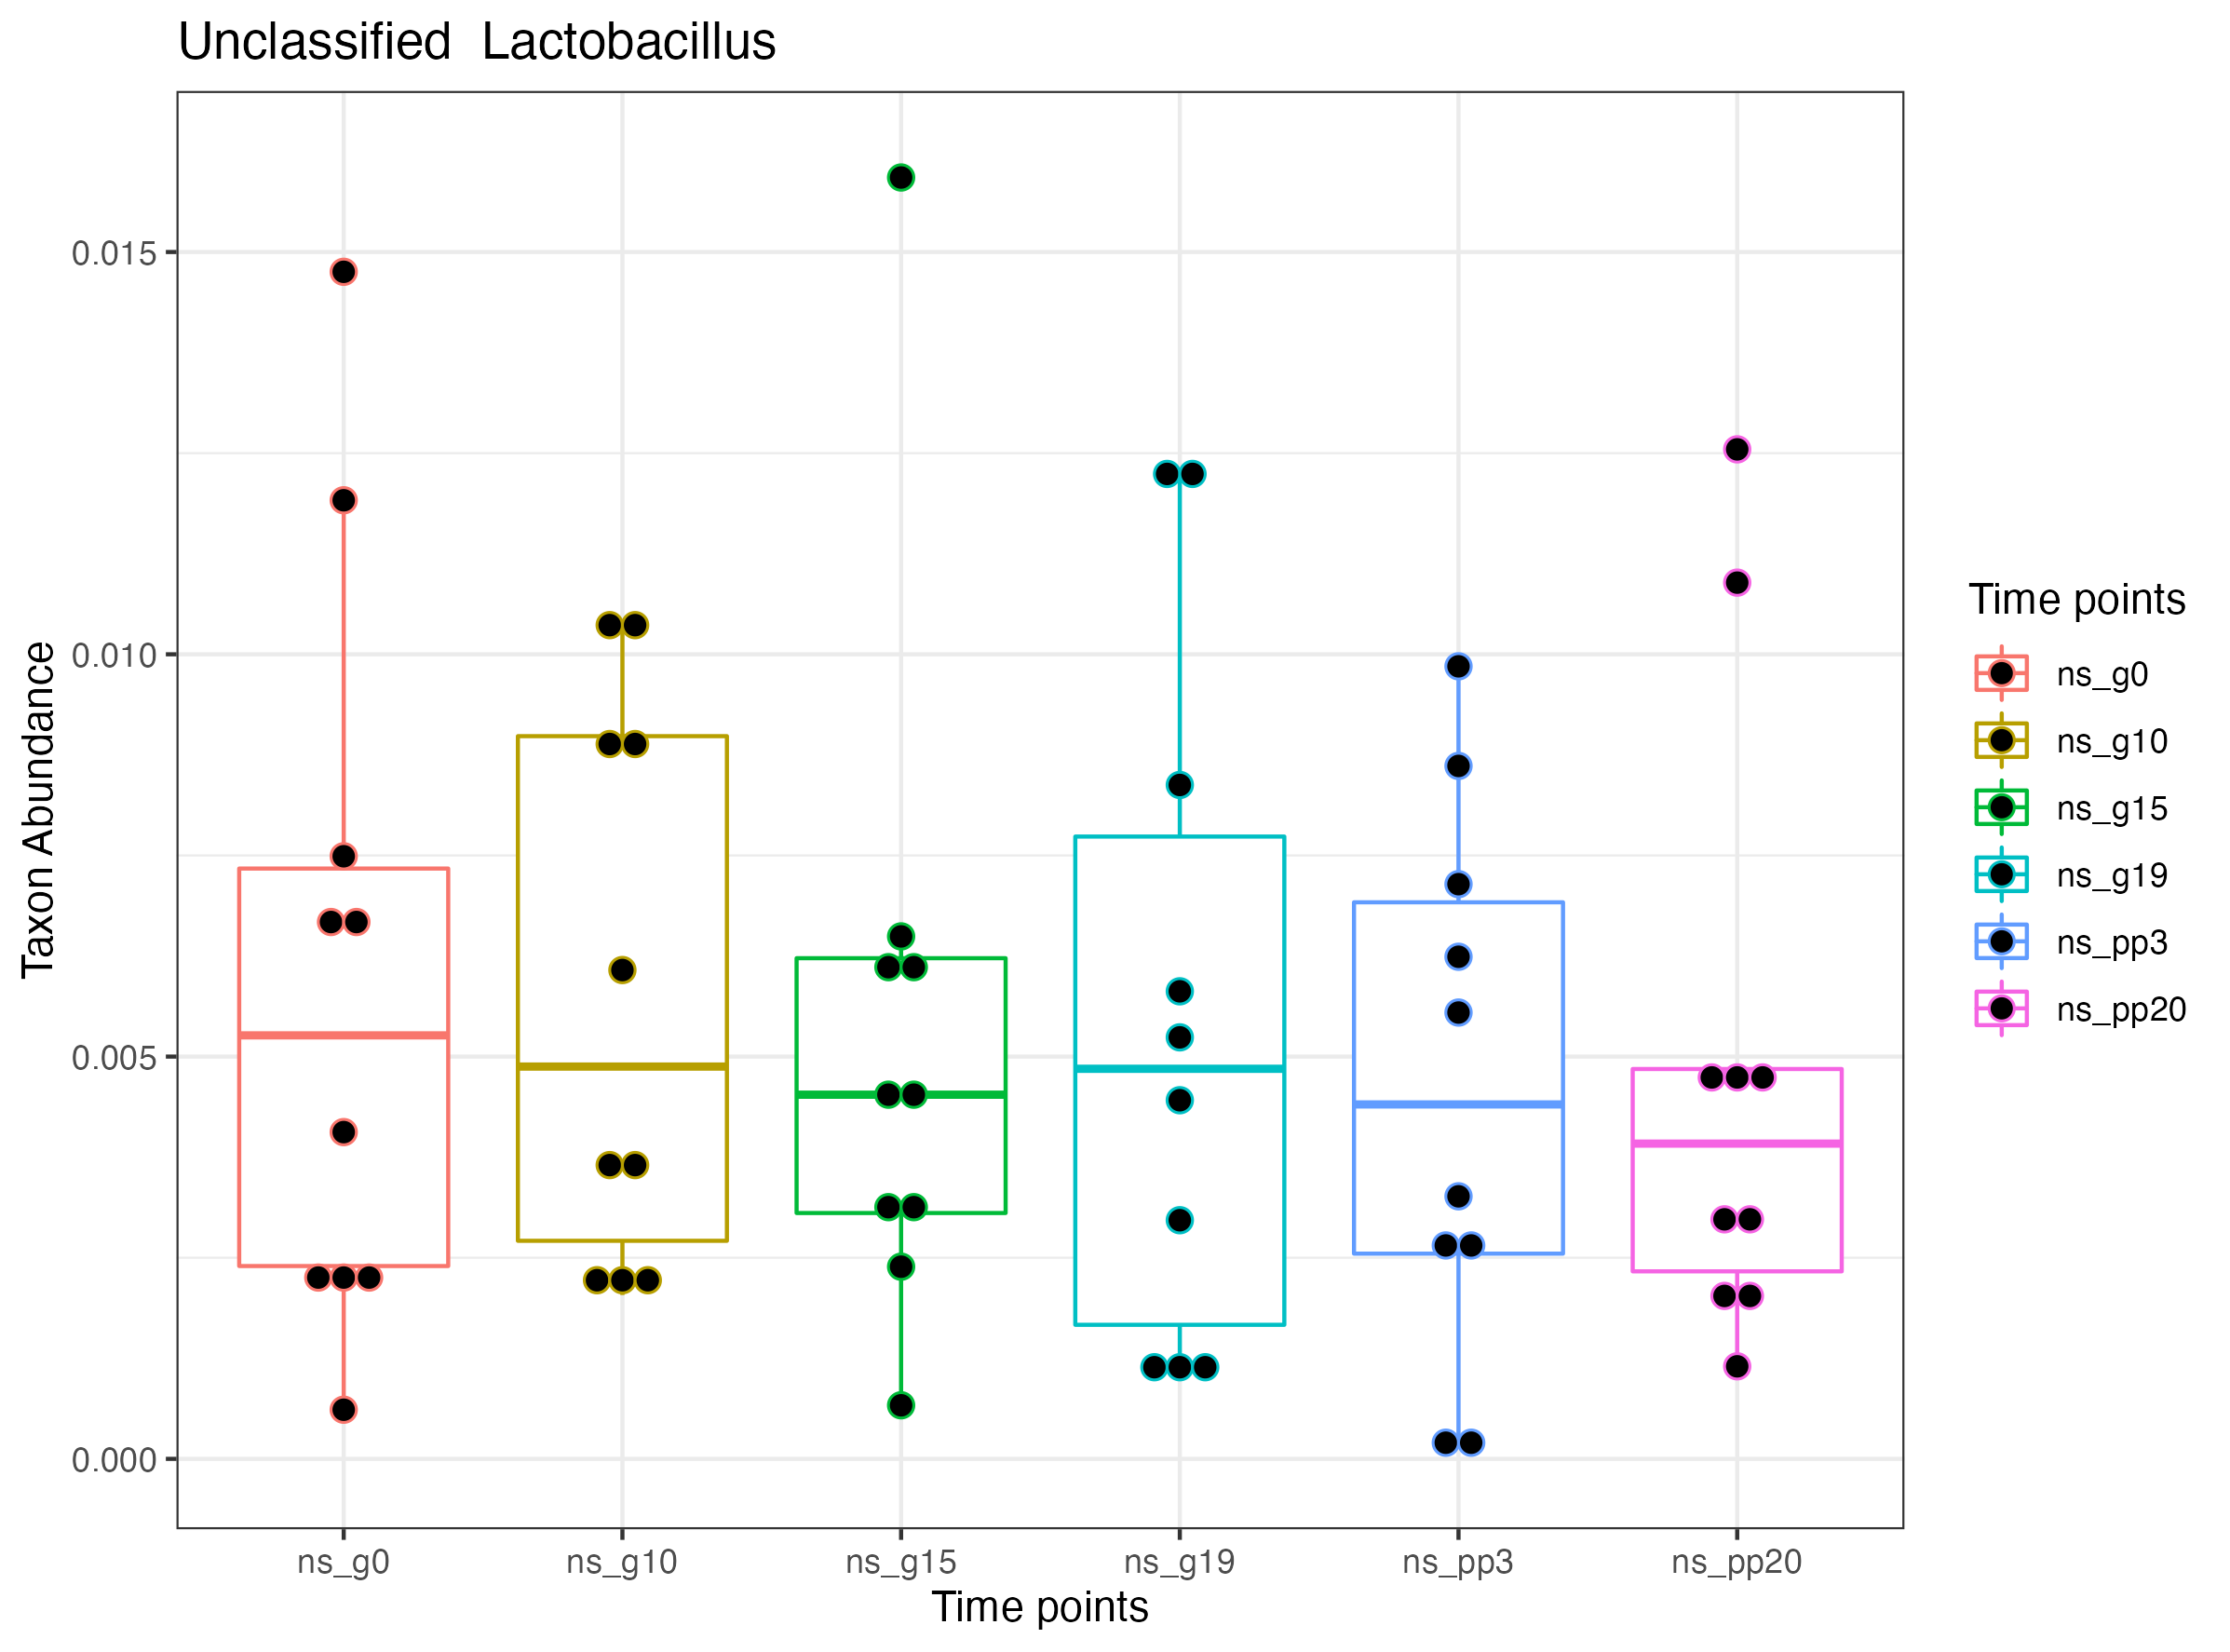 Unclassified  Lactobacillus
Taxon Abundance
0.015
0.010
0.005
0.000
ns_g0
ns_g10
ns_g15
ns_g19
ns_pp3
ns_pp20
Time points
Time points
ns_g0
ns_g10
ns_g15
ns_g19
ns_pp3
ns_pp20